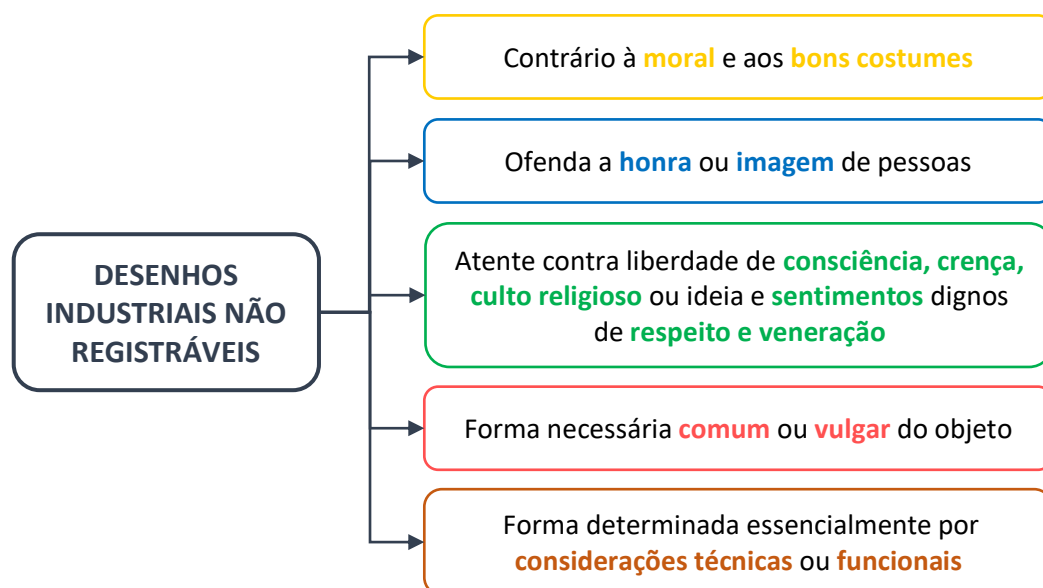 Contrário à moral e aos bons costumes
Ofenda a honra ou imagem de pessoas
DESENHOS
INDUSTRIAIS NÃO
REGISTRÁVEIS
Atente contra liberdade de consciência, crença,
culto religioso ou ideia e sentimentos dignos
de respeito e veneração
Forma necessária comum ou vulgar do objeto
Forma determinada essencialmente por
considerações técnicas ou funcionais